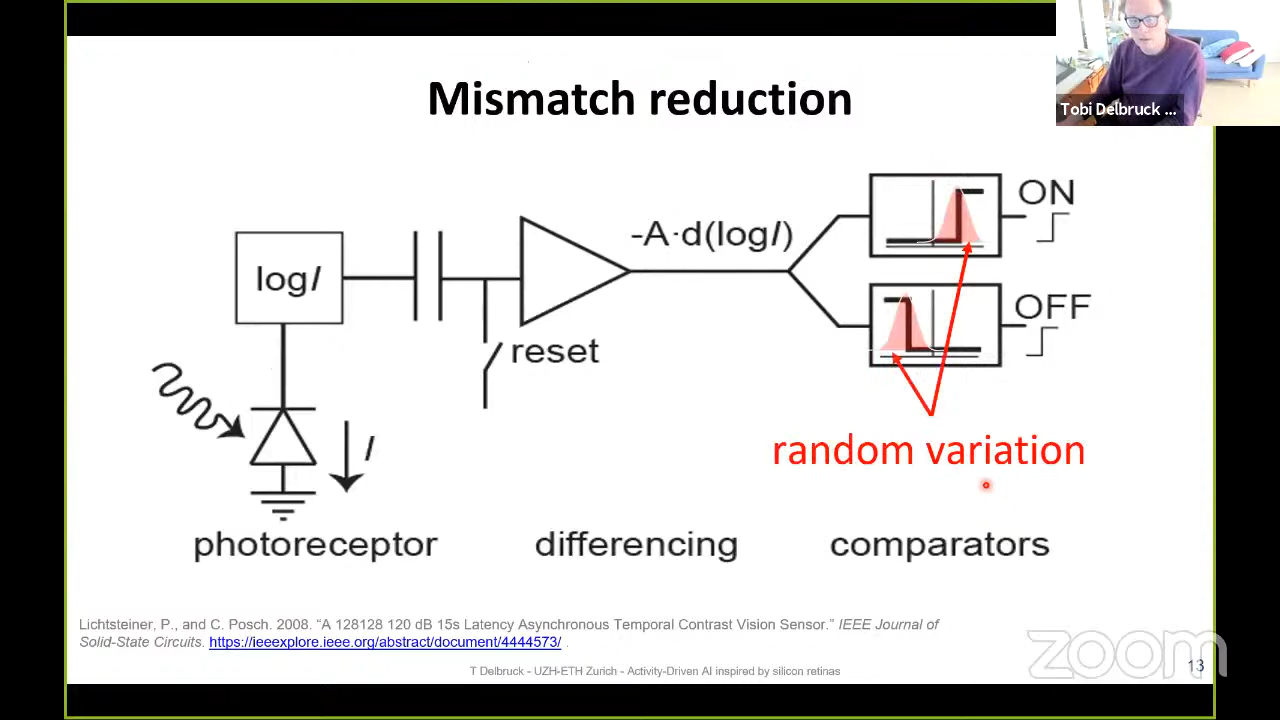 Mismatch reduction
Tobi Delbruck ...
ON
-A·d(logI)
logI
OFF
reset
I
random variation
photoreceptor
differencing
comparators
Lichtsteiner, P., and C. Posch. 2008. “A 128128 120 dB 15s Latency Asynchronous Temporal Contrast Vision Sensor.” IEEE Journal of
Solid-State Circuits. https://ieeexplore.ieee.org/abstract/document/4444573/ .
T Delbruck - UZH-ETH Zurich - Activity-Driven AI inspired by silicon retinas
zoom
13